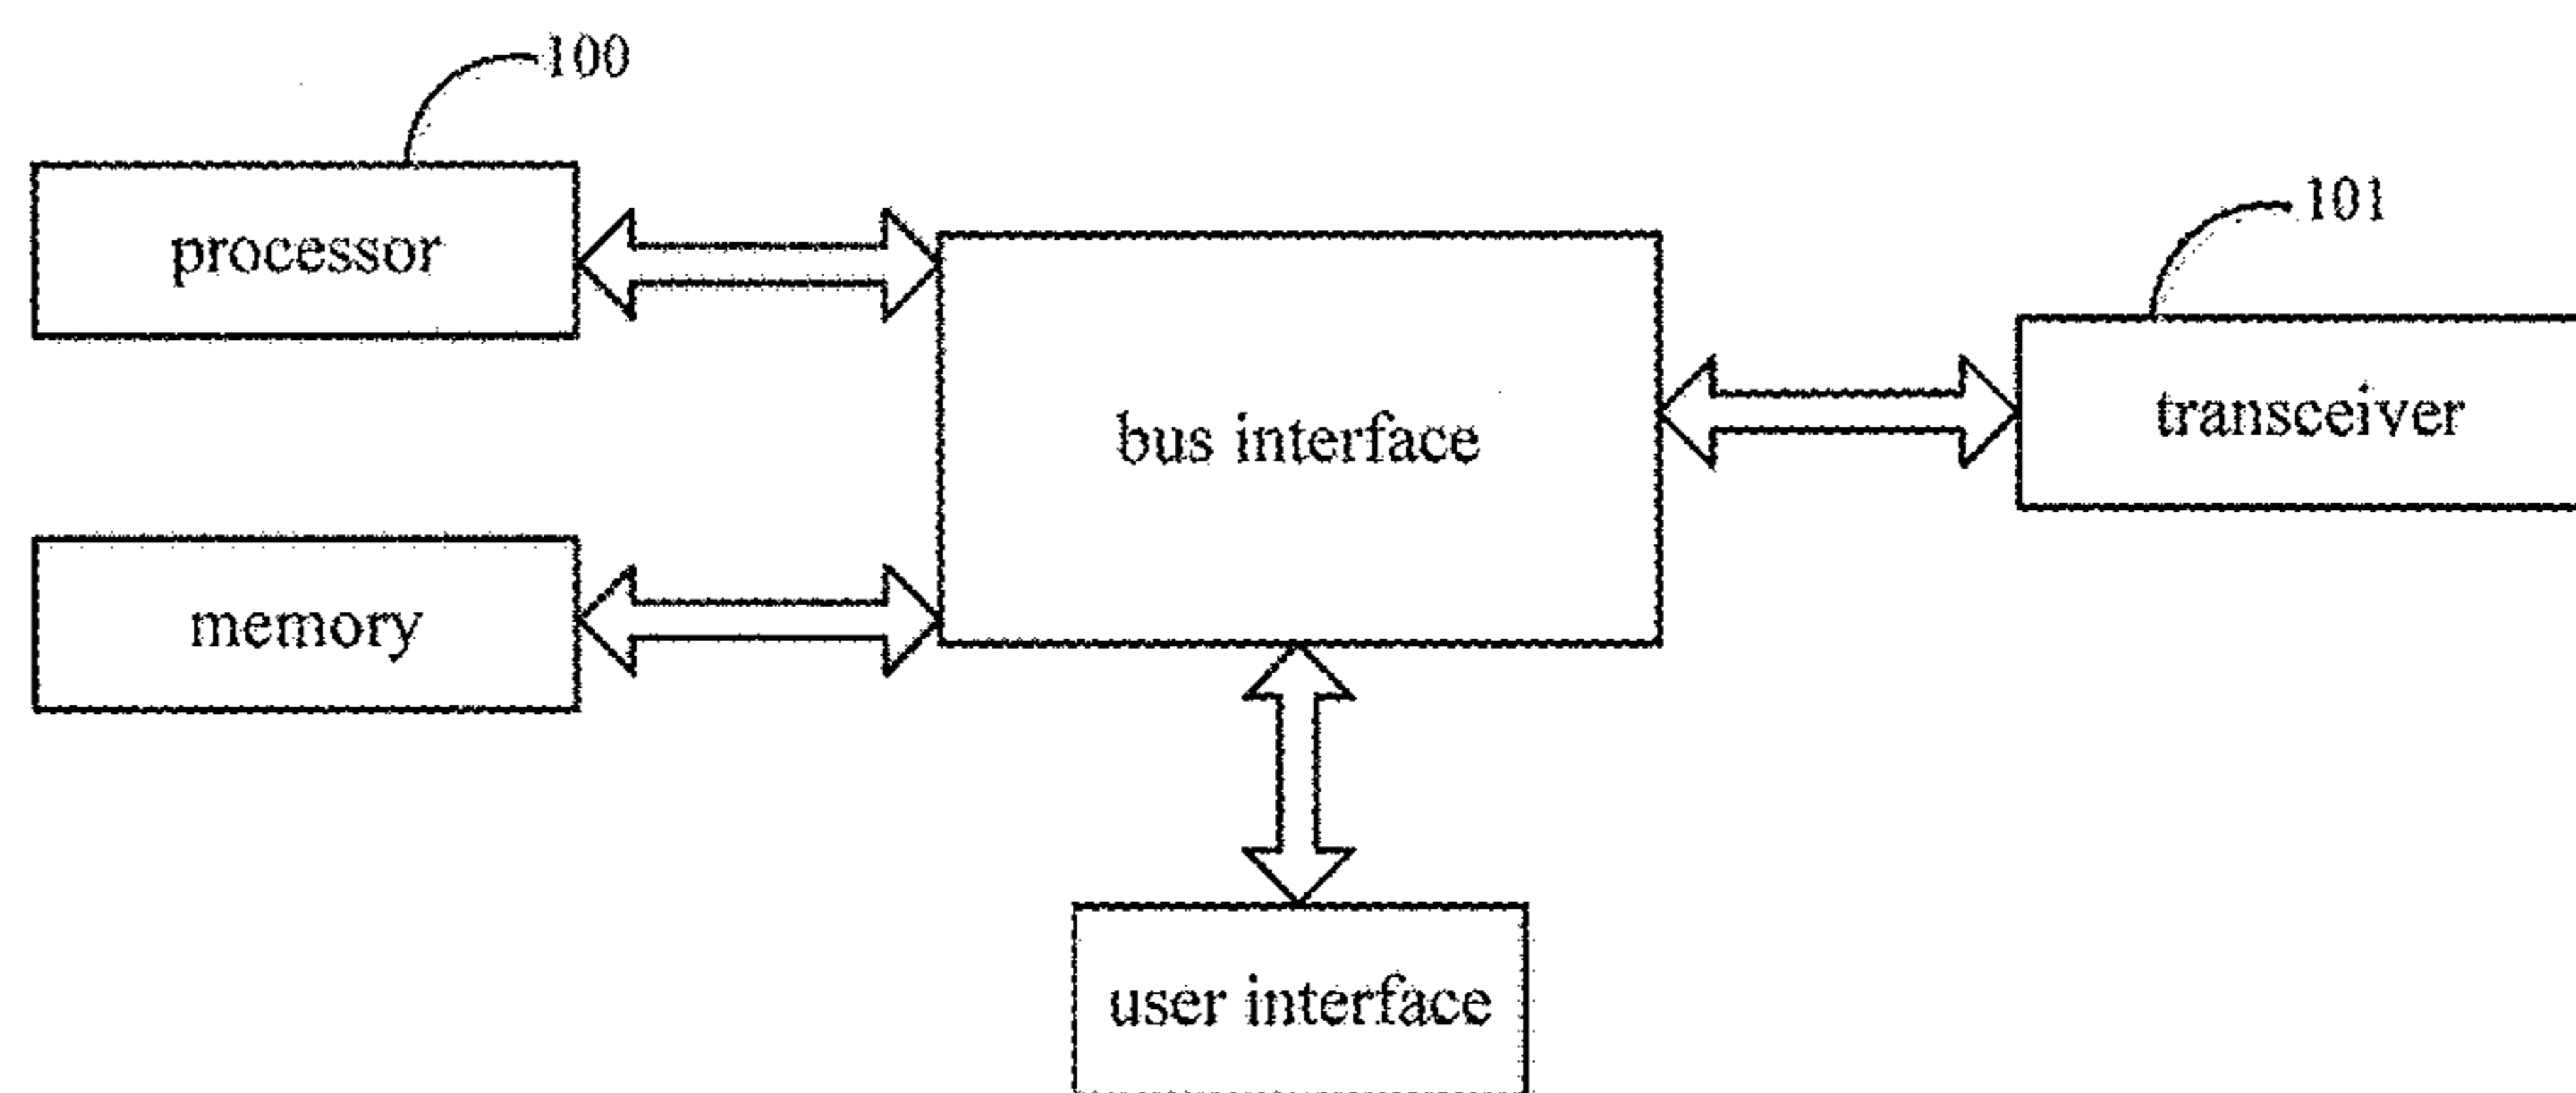 100
101
processor
transceiver
bus interface
memory
user interface